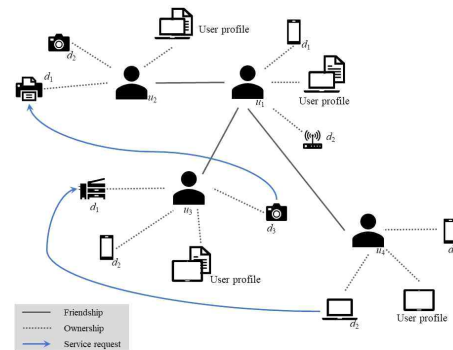 User profile
d1
d2
d1
u2
u1
User profile
d2
d1
u3
d3
d2
User profile
u4
d
d2
User profile
Friendship
Ownership
Service request